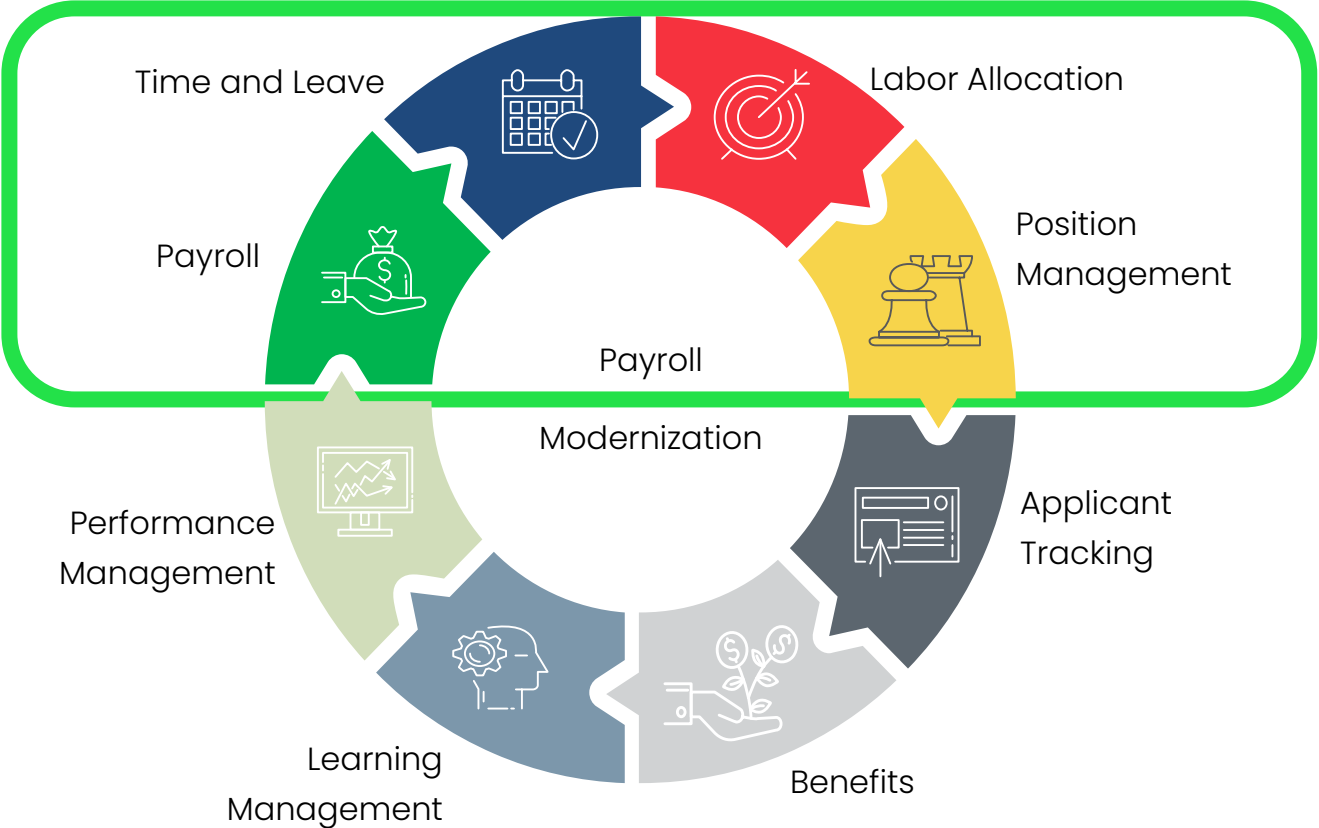 Time and Leave
Labor Allocation
Position
Management
Payroll
Payroll
Modernization
Applicant
Tracking
Performance
Management
Learning
Management
Benefits
$
$
$